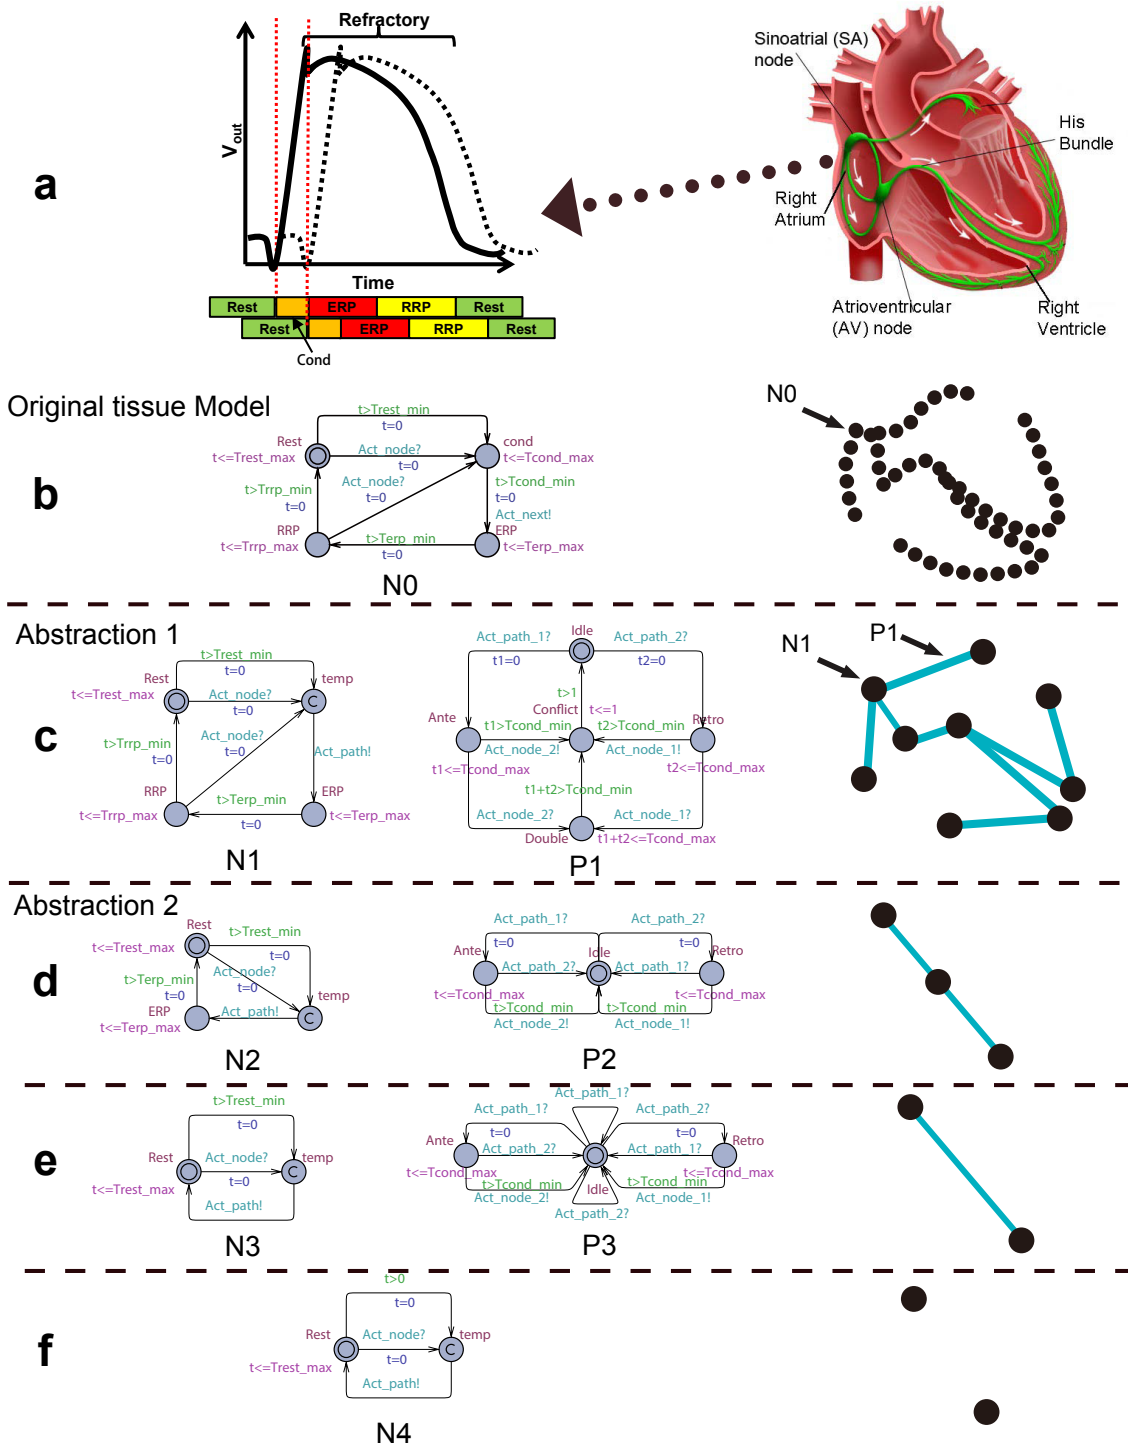 Refractory
Vout
a
Time
Rest
ERP
RRP
Rest
Rest
ERP
RRP
Rest
Cond
Sinoatrial (SA)
node
His
Bundle
Right
Atrium
Atrioventricular
(AV) node
Right
Ventricle
Original tissue Model
b
t>Trest_min
t=0
Rest
t<=Trest_max
Act_node?
t=0
cond
t<=Tcond_max
t>Trrp_min
t=0
Act_node?
t=0
t>Tcond_min
t=0
Act_next!
RRP
t<=Trrp_max
t>Terp_min
t=0
ERP
t<=Terp_max
N0
N0
Abstraction 1
c
t>Trest_min
t=0
Rest
t<=Trest_max
Act_node?
t=0
temp
t>Trrp_min
t=0
Act_node?
t=0
Act_path!
RRP
t<=Trrp_max
t>Terp_min
t=0
ERP
t<=Terp_max
N1
Act_path_1?
Idle
Act_path_2?
t1=0
t2=0
t>1
Ante
Conflict
t<=1
Retro
t1>Tcond_min
t2>Tcond_min
Act_node_2!
Act_node_1!
t1<=Tcond_max
t2<=Tcond_max
t1+t2>Tcond_min
Act_node_2?
Act_node_1?
Double
t1+t2<=Tcond_max
P1
P1
N1
Abstraction 2
d
Rest
t<=Trest_max
t>Trest_min
t=0
t>Terp_min
t=0
Act_node?
t=0
temp
ERP
t<=Terp_max
Act_path!
N2
Act_path_1?
Act_path_2?
t=0
t=0
Ante
Idle
Retro
Act_path_2?
Act_path_1?
t<=Tcond_max
t<=Tcond_max
t>Tcond_min
t>Tcond_min
Act_node_2!
Act_node_1!
P2
e
t>Trest_min
t=0
Rest
t<=Trest_max
Act_node?
t=0
temp
Act_path!
N3
Act_path_1?
Act_path_1?
Act_path_2?
t=0
t=0
Ante
Retro
Act_path_2?
Act_path_1?
t<=Tcond_max
t<=Tcond_max
t>Tcond_min
t>Tcond_min
Idle
Act_node_2!
Act_node_1!
Act_path_2?
P3
f
t>0
t=0
Rest
t<=Trest_max
Act_node?
t=0
temp
C
C
C
C
Act_path!
N4